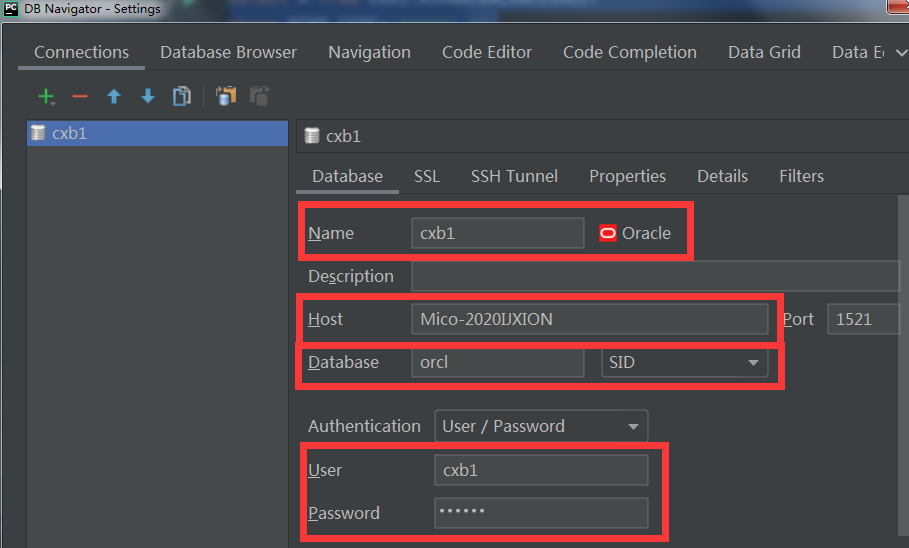 PC DB Navigator - Settings
Connections Database Browser Navigation Code Editor Code Completion Data Grid Data E
cxb1 cxb1
Database SSL SSH Tunnel Properties Details Filters
Name cxb1 Oracle
Description
Host Mico-2020IJXION Port 1521
Database orcl SID
Authentication User / Password
User cxb1
Password ••••••